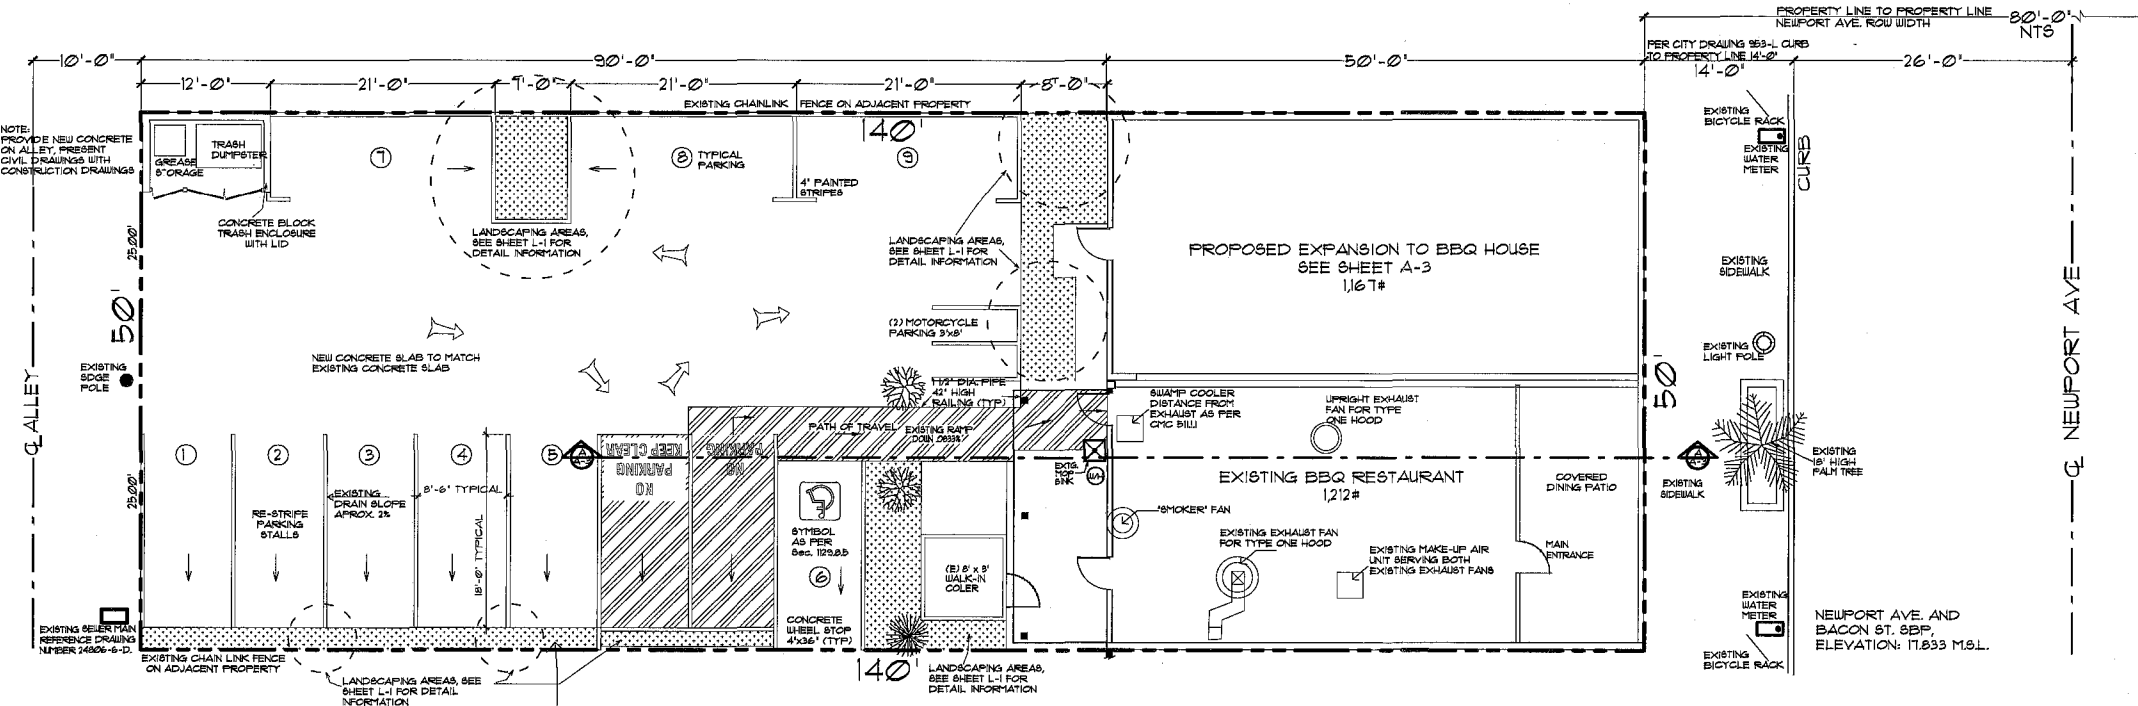 PROPERTY LINE TO PROPERTY LINE
NEWPORT AVE. ROW WIDTH
80'-0"
NTS
PER CITY DRAWING 953-L CURB
TO PROPERTY LINE 14'-0"
10'-0"
90'-0"
50'-0"
14'-0"
26'-0"
12'-0"
21'-0"
7'-0"
21'-0"
21'-0"
8'-0"
EXISTING CHAINLINK FENCE ON ADJACENT PROPERTY
140'
NOTE:
PROVIDE NEW CONCRETE
ON ALLEY, PRESENT
CIVIL DRAWINGS WITH
CONSTRUCTION DRAWINGS
GREASE
STORAGE
TRASH
DUMPSTER
7
8
TYPICAL
PARKING
9
4" PAINTED
STRIPES
CONCRETE BLOCK
TRASH ENCLOSURE
WITH LID
LANDSCAPING AREAS,
SEE SHEET L-1 FOR
DETAIL INFORMATION
LANDSCAPING AREAS,
SEE SHEET L-1 FOR
DETAIL INFORMATION
PROPOSED EXPANSION TO BBQ HOUSE
SEE SHEET A-3
1,167#
EXISTING
BICYCLE RACK
EXISTING
WATER
METER
CURB
EXISTING
SIDEWALK
25.00'
50'
(2) MOTORCYCLE
PARKING 3'x8'
NEW CONCRETE SLAB TO MATCH
EXISTING CONCRETE SLAB
EXISTING
SDGE
POLE
EXISTING
LIGHT POLE
50'
CL ALLEY
CL NEWPORT AVE
1 1/2" DIA. PIPE
42" HIGH
RAILING (TYP)
SWAMP COOLER
DISTANCE FROM
EXHAUST AS PER
CMC
UPRIGHT EXHAUST
FAN FOR TYPE
ONE HOOD
PATH OF TRAVEL
EXISTING RAMP
DOWN .0833%
1
2
3
4
5
A
NO
PARKING
KEEP CLEAR
NO
PARKING
25.00'
EXISTING
DRAIN SLOPE
APROX. 2%
8'-6" TYPICAL
18'-0" TYPICAL
RE-STRIPE
PARKING
STALLS
EXTG.
MOP
SINK
EXISTING BBQ RESTAURANT
1,212#
COVERED
DINING PATIO
A
EXISTING
SIDEWALK
EXISTING
18' HIGH
PALM TREE
"SMOKER" FAN
SYMBOL
AS PER
Sec. 1129.B.5
6
EXISTING EXHAUST FAN
FOR TYPE ONE HOOD
EXISTING MAKE-UP AIR
UNIT SERVING BOTH
EXISTING EXHAUST FANS
MAIN
ENTRANCE
(E) 8' x 9'
WALK-IN
COLER
CONCRETE
WHEEL STOP
4"x36" (TYP)
EXISTING
WATER
METER
EXISTING
BICYCLE RACK
NEWPORT AVE. AND
BACON ST. SBP,
ELEVATION: 17.833 M.S.L.
EXISTING SEWER MAIN
REFERENCE DRAWING
NUMBER 24806-6-D.
EXISTING CHAIN LINK FENCE
ON ADJACENT PROPERTY
140'
LANDSCAPING AREAS, SEE
SHEET L-1 FOR DETAIL
INFORMATION
LANDSCAPING AREAS,
SEE SHEET L-1 FOR
DETAIL INFORMATION